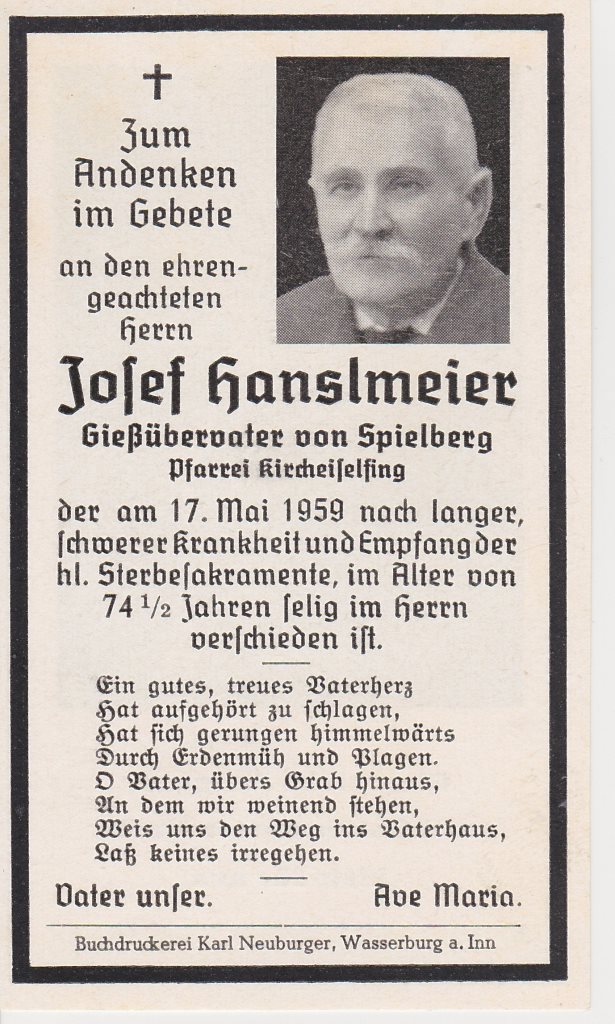 Zum
Andenken
im Gebete
an den ehren-
geachteten
Herrn
Josef Hanslmeier
Gießübervater von Spielberg
Pfarrei Kircheiselfing
der am 17. Mai 1959 nach langer,
schwerer Krankheit und Empfang der
hl. Sterbesakramente, im Alter von
74 1/2 Jahren selig im Herrn
verschieden ist.
Ein gutes, treues Vaterherz
Hat aufgehört zu schlagen,
Hat sich gerungen himmelwärts
Durch Erdenmüh und Plagen.
O Vater, übers Grab hinaus,
An dem wir weinend stehen,
Weis uns den Weg ins Vaterhaus,
Laß keines irregehen.
Vater unser. Ave Maria.
Buchdruckerei Karl Neuburger, Wasserburg a. Inn